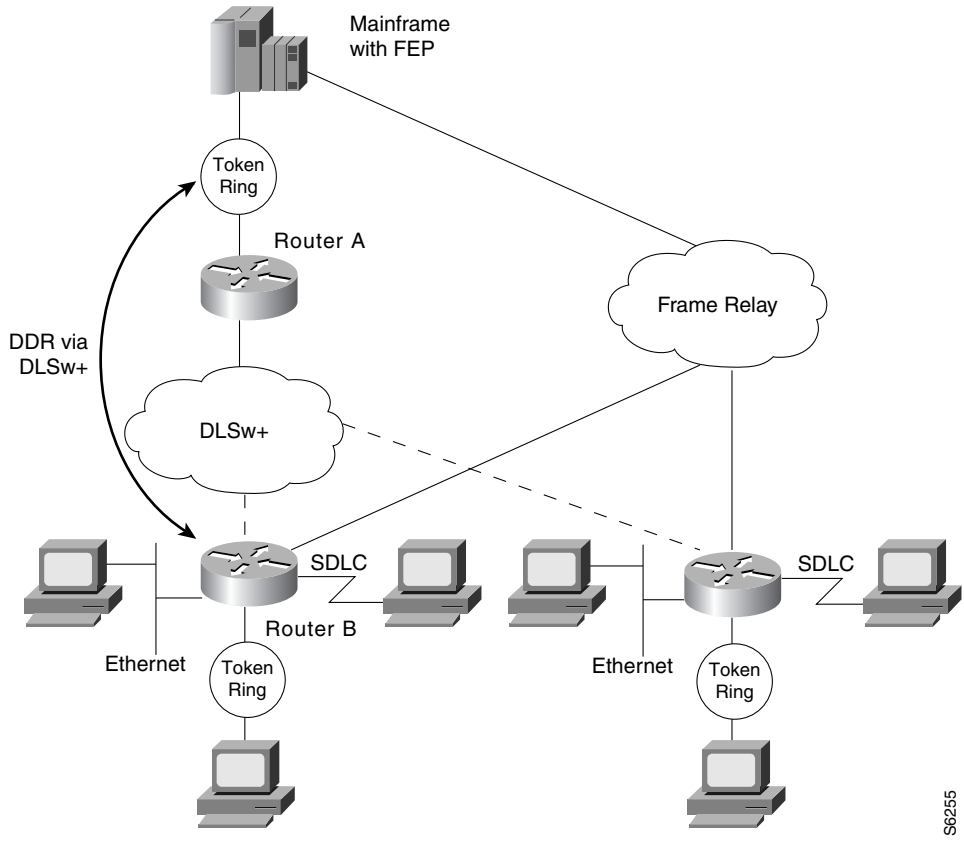 Mainframe
with FEP
Token
Ring
Router A
Frame Relay
DDR via
DLSw+
DLSw+
SDLC
SDLC
Router B
Ethernet
Ethernet
Token
Ring
Token
Ring
S6255